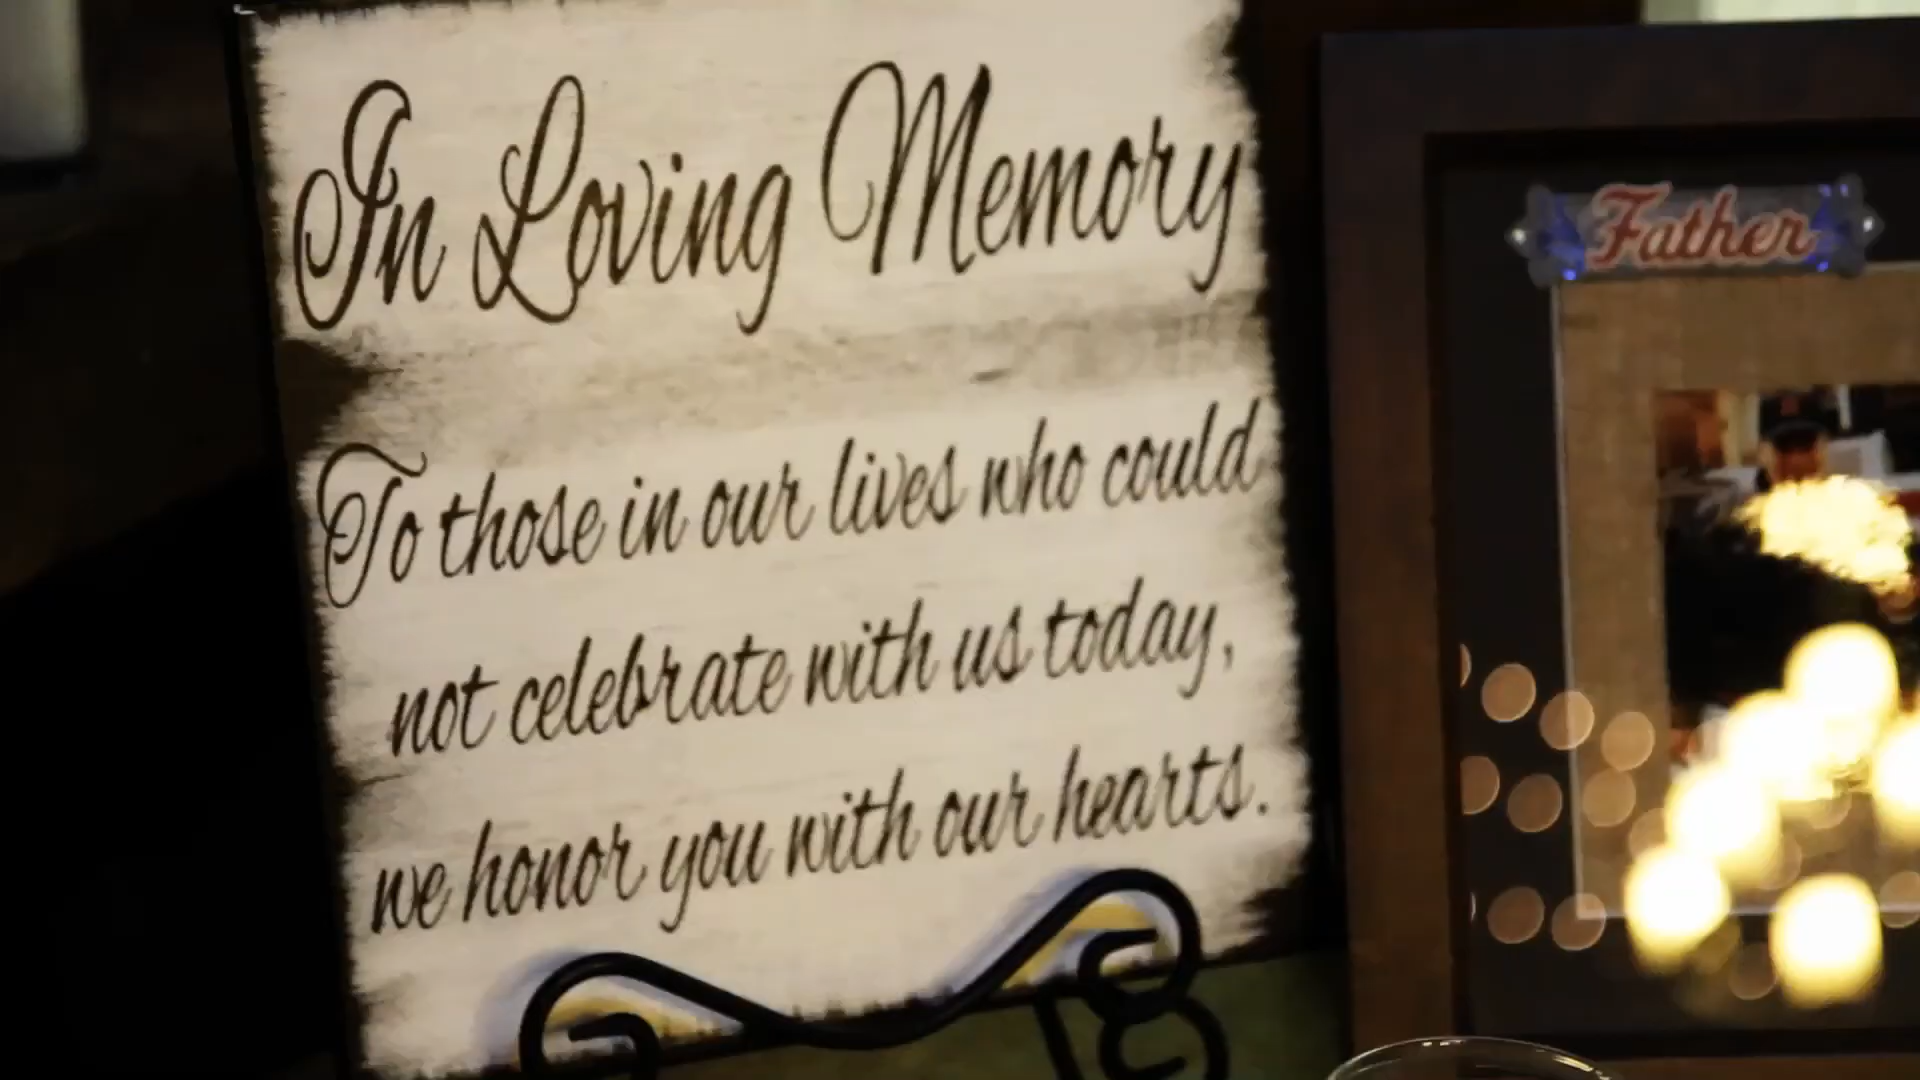 In Loving Memory
To those in our lives who could
not celebrate with us today,
we honor you with our hearts.
Father